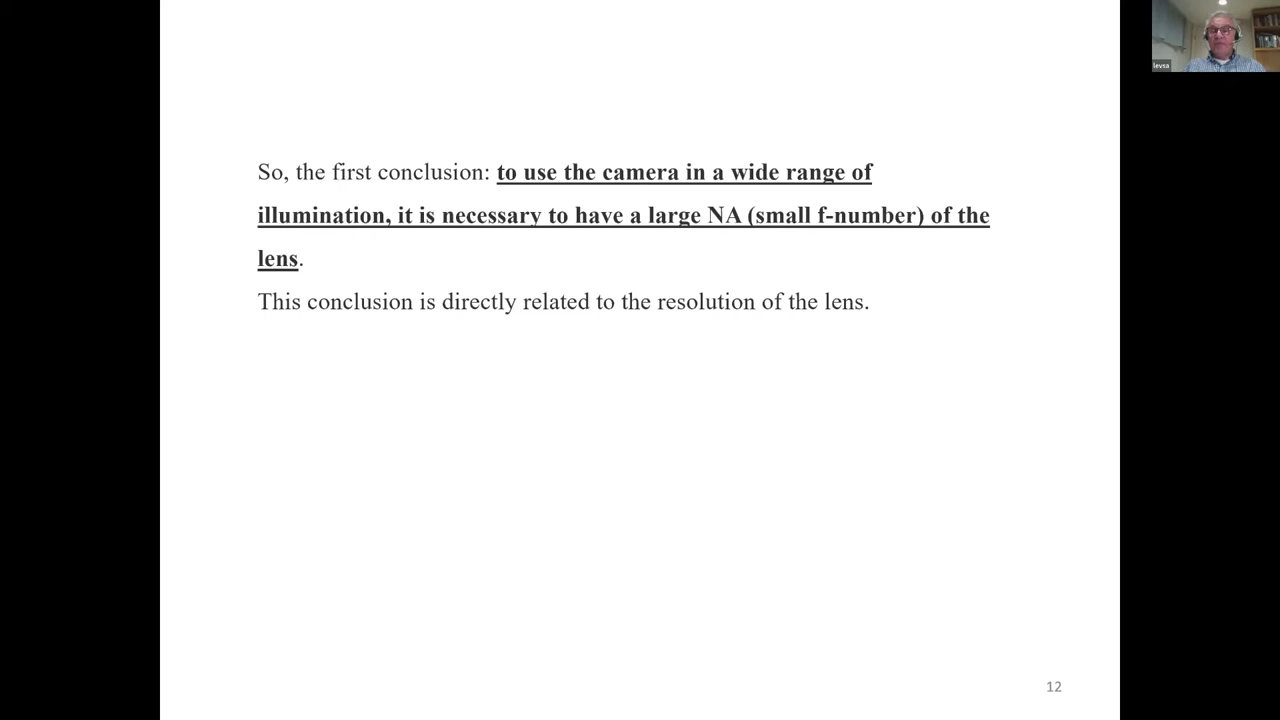 levsa
So, the first conclusion: to use the camera in a wide range of
illumination, it is necessary to have a large NA (small f-number) of the
lens.
This conclusion is directly related to the resolution of the lens.
12